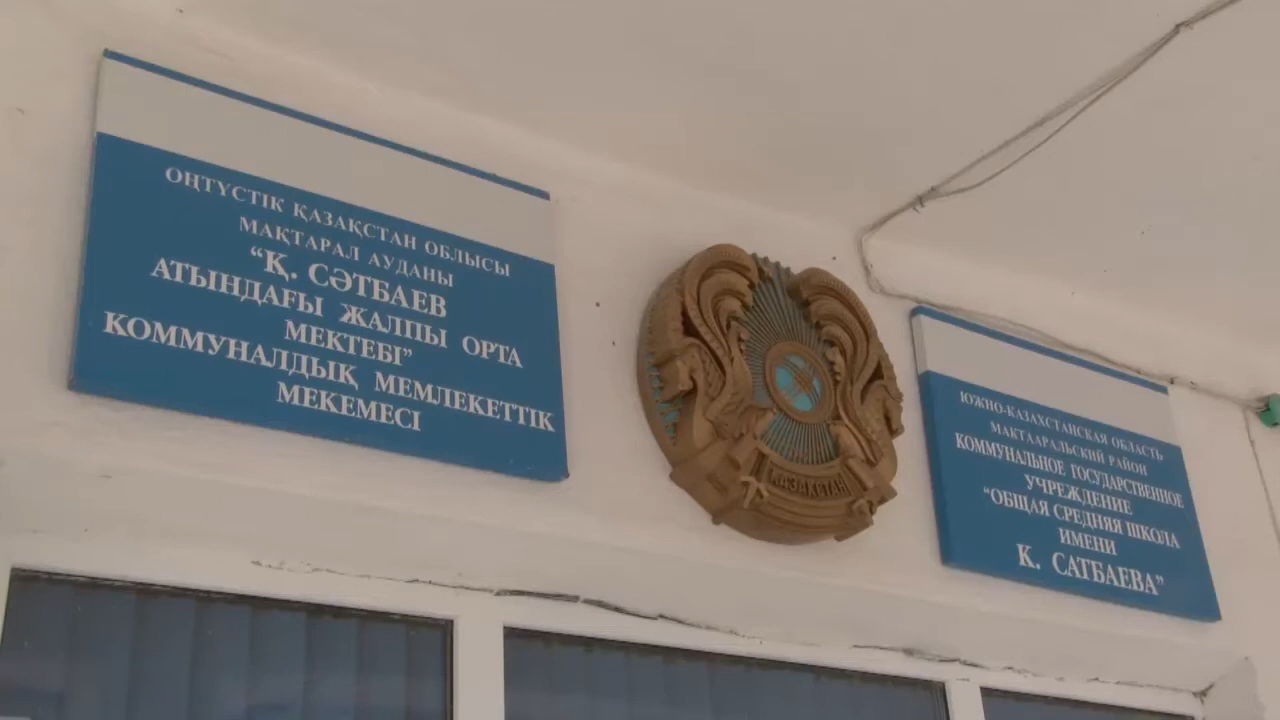 ОҢТҮСТІК ҚАЗАҚСТАН ОБЛЫСЫ
МАҚТАРАЛ АУДАНЫ
“Қ. СӘТБАЕВ
АТЫНДАҒЫ ЖАЛПЫ ОРТА
МЕКТЕБІ”
КОММУНАЛДЫҚ МЕМЛЕКЕТТІК
МЕКЕМЕСІ
ҚАЗАҚСТАН
ЮЖНО-КАЗАХСТАНСКАЯ ОБЛАСТЬ
МАКТААРАЛЬСКИЙ РАЙОН
КОММУНАЛЬНОЕ ГОСУДАРСТВЕННОЕ
УЧРЕЖДЕНИЕ
“ОБЩАЯ СРЕДНЯЯ ШКОЛА
ИМЕНИ
К. САТБАЕВА”